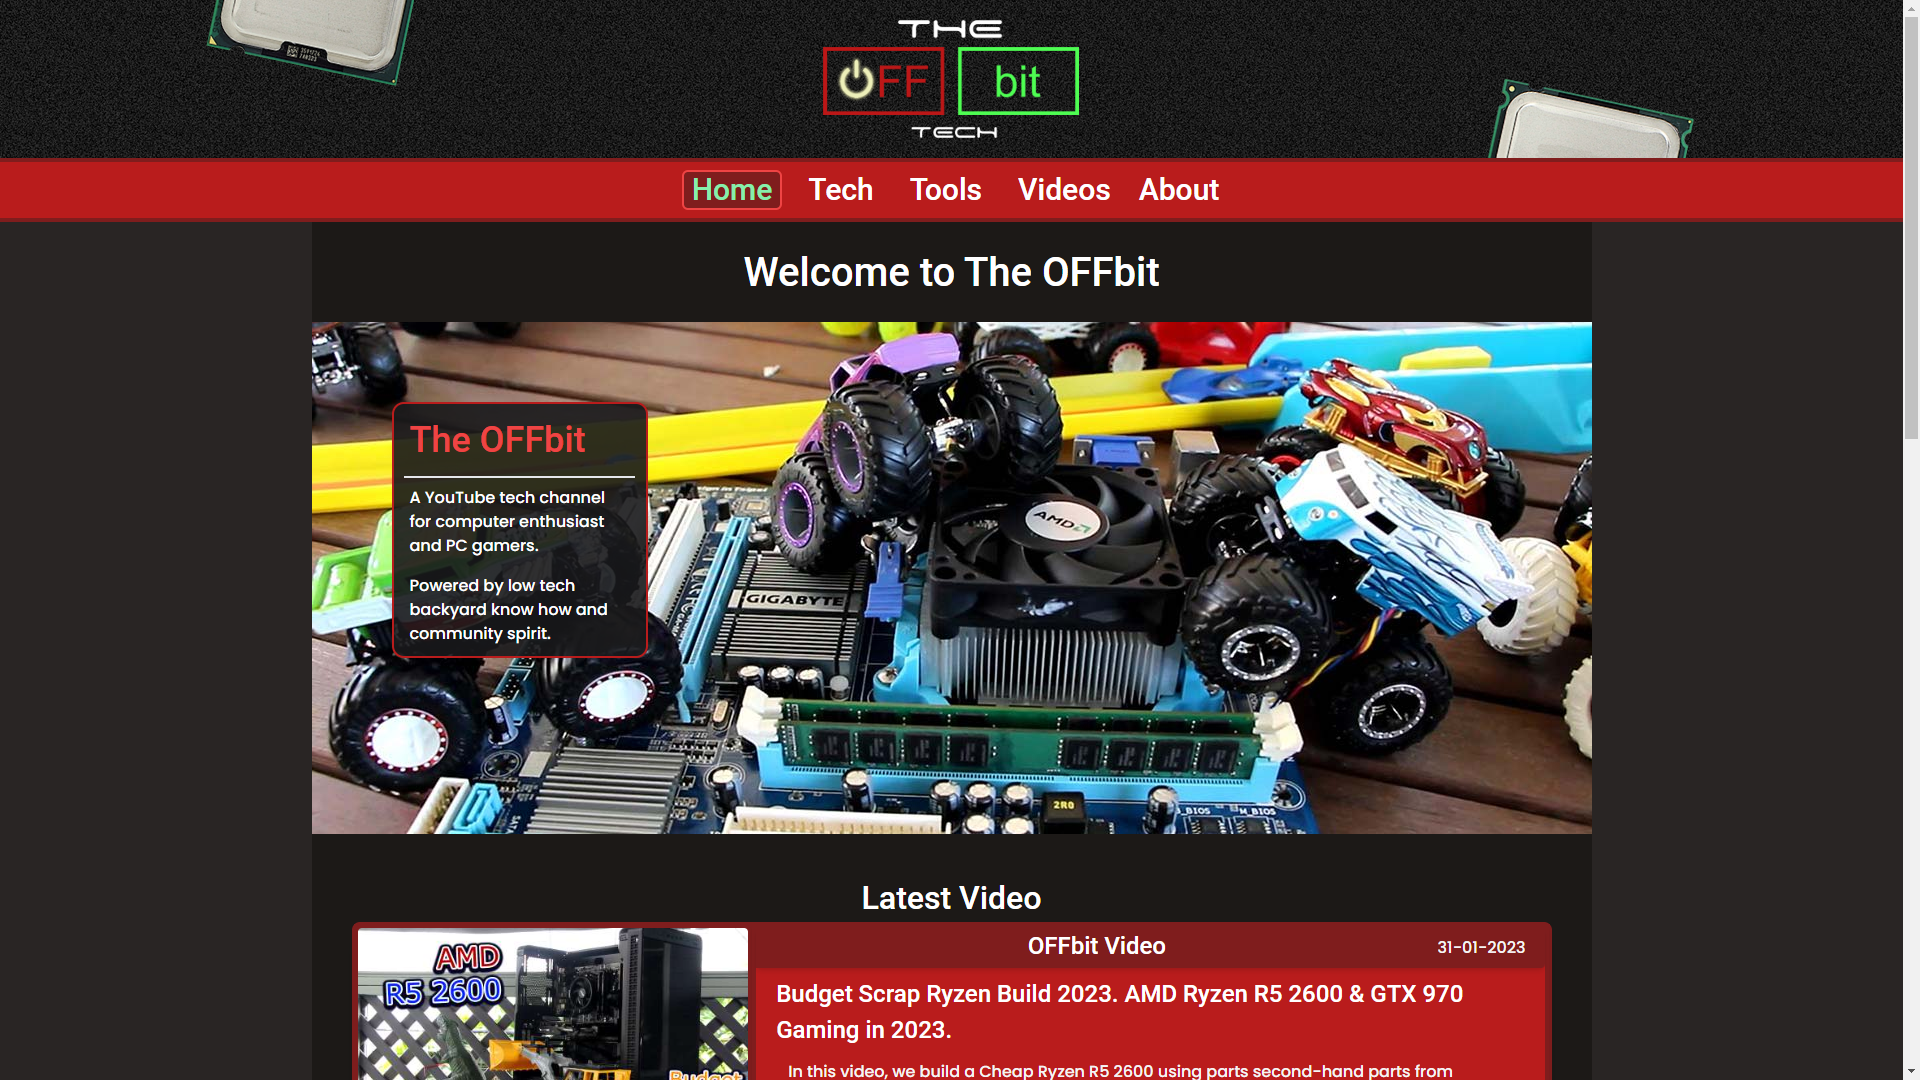 THE
OFF bit
TECH
Home Tech Tools Videos About
Welcome to The OFFbit
The OFFbit
A YouTube tech channel
for computer enthusiast
and PC gamers.
Powered by low tech
backyard know how and
community spirit.
AMD
GIGABYTE
2R0
M_BIOS
SATA
Latest Video
AMD
R5 2600
Budget
OFFbit Video
31-01-2023
Budget Scrap Ryzen Build 2023. AMD Ryzen R5 2600 & GTX 970
Gaming in 2023.
In this video, we build a Cheap Ryzen R5 2600 using parts second-hand parts from